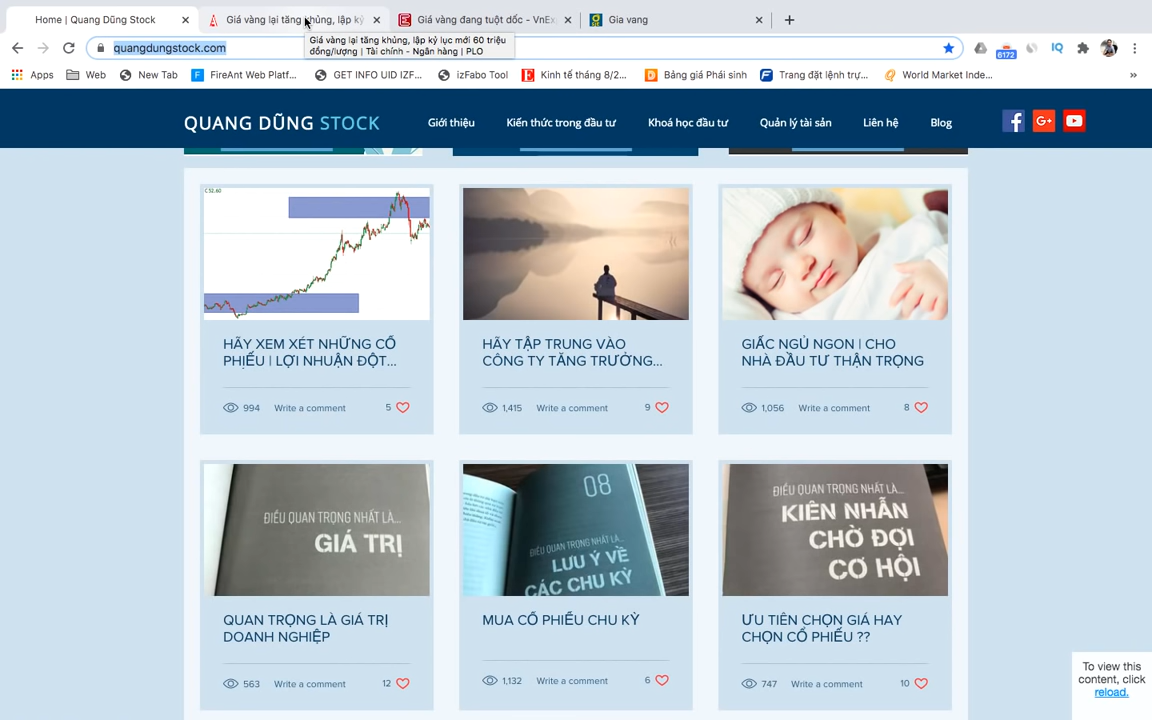 Home | Quang Dũng Stock
Giá vàng lại tăng khủng, lập kỷ
Giá vàng đang tuột dốc - VnEx
Gia vang
quangdungstock.com
Giá vàng lại tăng khủng, lập kỷ lục mới 60 triệu
đồng/lượng | Tài chính - Ngân hàng | PLO
6172
IQ
Apps
Web
New Tab
FireAnt Web Platf...
GET INFO UID IZF...
izFabo Tool
Kinh tế tháng 8/2...
Bảng giá Phái sinh
Trang đặt lệnh trự...
World Market Inde...
QUANG DŨNG STOCK
Giới thiệu
Kiến thức trong đầu tư
Khoá học đầu tư
Quản lý tài sản
Liên hệ
Blog
C52.60
HÃY XEM XÉT NHỮNG CỔ
PHIẾU | LỢI NHUẬN ĐỘT...
994 Write a comment 5
HÃY TẬP TRUNG VÀO
CÔNG TY TĂNG TRƯỞNG...
1,415 Write a comment 9
GIẤC NGỦ NGON | CHO
NHÀ ĐẦU TƯ THẬN TRỌNG
1,056 Write a comment 8
ĐIỀU QUAN TRỌNG NHẤT LÀ...
GIÁ TRỊ
QUAN TRỌNG LÀ GIÁ TRỊ
DOANH NGHIỆP
563 Write a comment 12
08
ĐIỀU QUAN TRỌNG NHẤT LÀ...
LƯU Ý VỀ
CÁC CHU KỲ
MUA CỔ PHIẾU CHU KỲ
1,132 Write a comment 6
ĐIỀU QUAN TRỌNG NHẤT LÀ...
KIÊN NHẪN
CHỜ ĐỢI
CƠ HỘI
ƯU TIÊN CHỌN GIÁ HAY
CHỌN CỔ PHIẾU ??
747 Write a comment 10
To view this
content, click
reload.